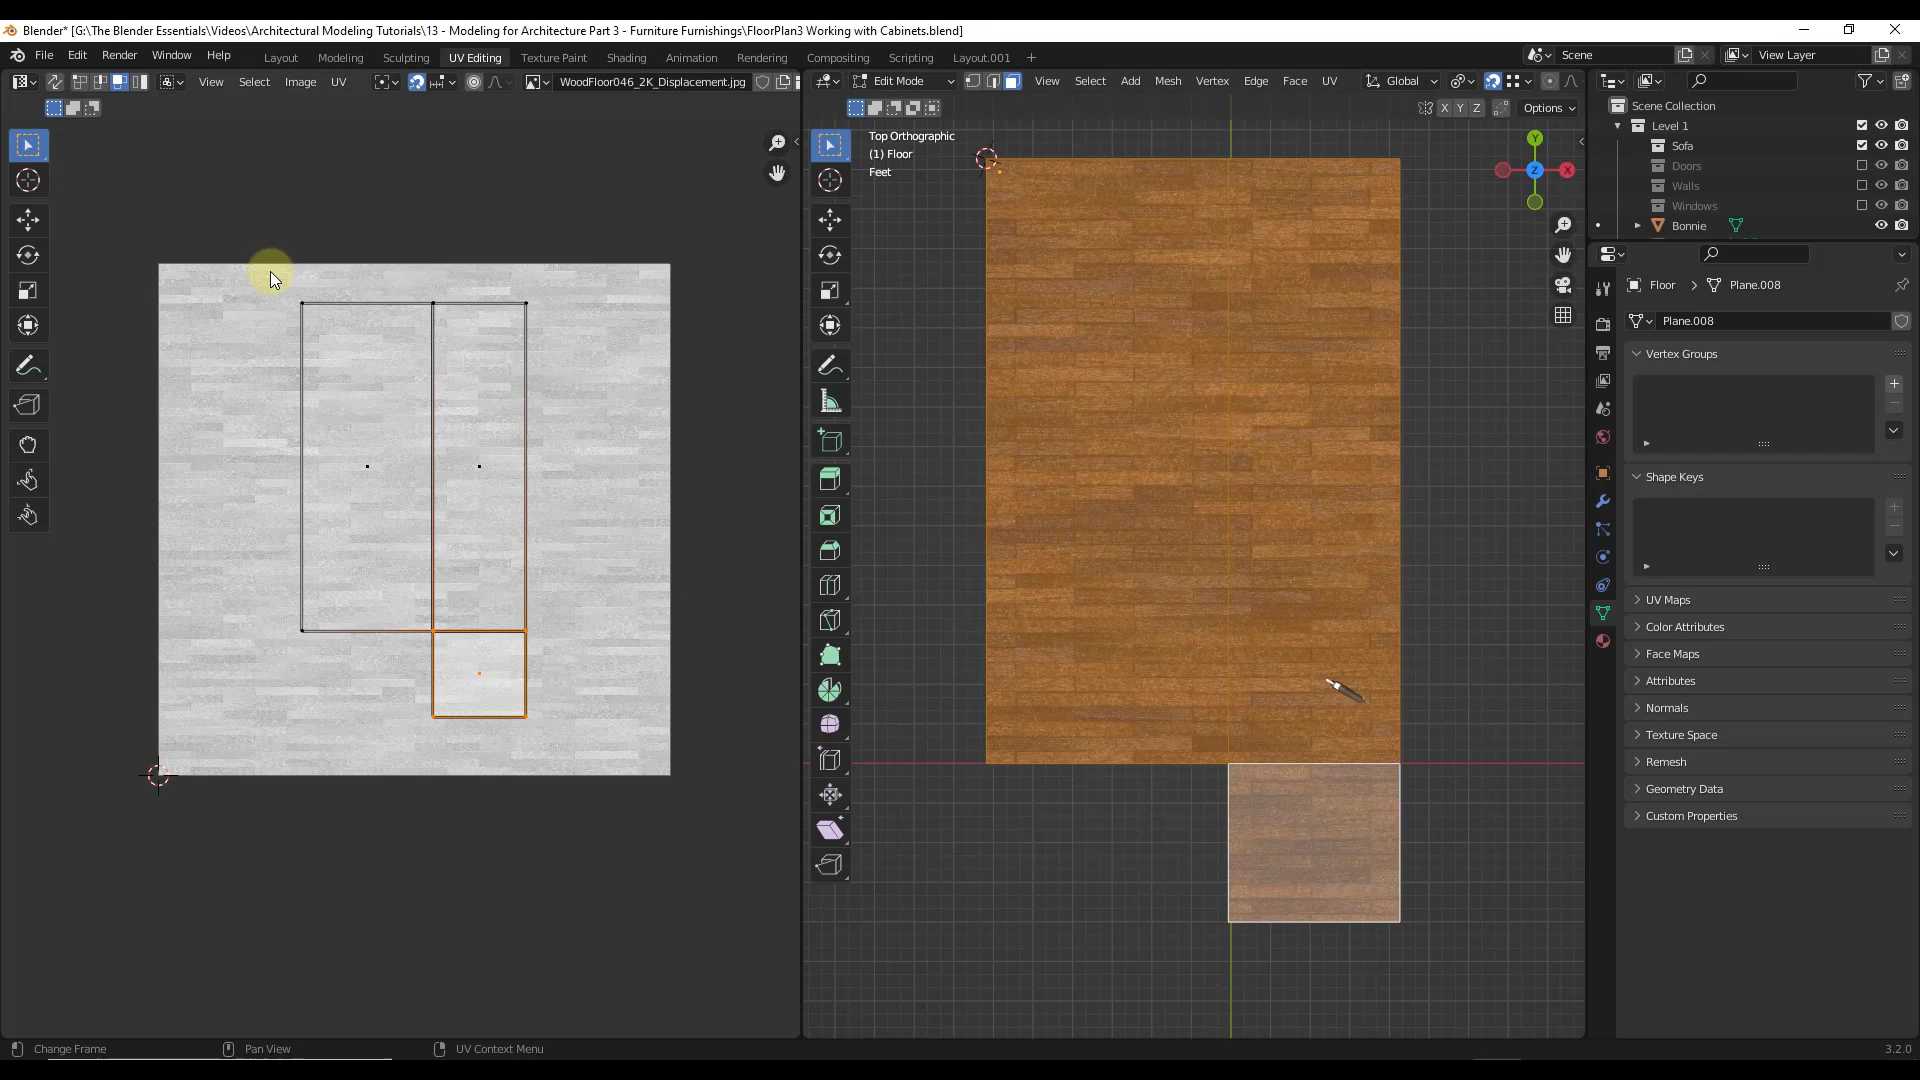 Blender* [G:\The Blender Essentials\Videos\Architectural Modeling Tutorials\13 - Modeling for Architecture Part 3 - Furniture Furnishings\FloorPlan3 Working with Cabinets.blend]
File Edit Render Window Help Layout Modeling Sculpting UV Editing Texture Paint Shading Animation Rendering Compositing Scripting Layout.001 + Scene View Layer
View Select Image UV WoodFloor046_2K_Displacement.jpg Edit Mode View Select Add Mesh Vertex Edge Face UV Global
X Y Z Options
Scene Collection
Level 1
Sofa
Doors
Walls
Windows
Bonnie
Top Orthographic
(1) Floor
Feet
Y
X
Z
Floor > Plane.008
Plane.008
Vertex Groups
Shape Keys
UV Maps
Color Attributes
Face Maps
Attributes
Normals
Texture Space
Remesh
Geometry Data
Custom Properties
Change Frame Pan View UV Context Menu 3.2.0